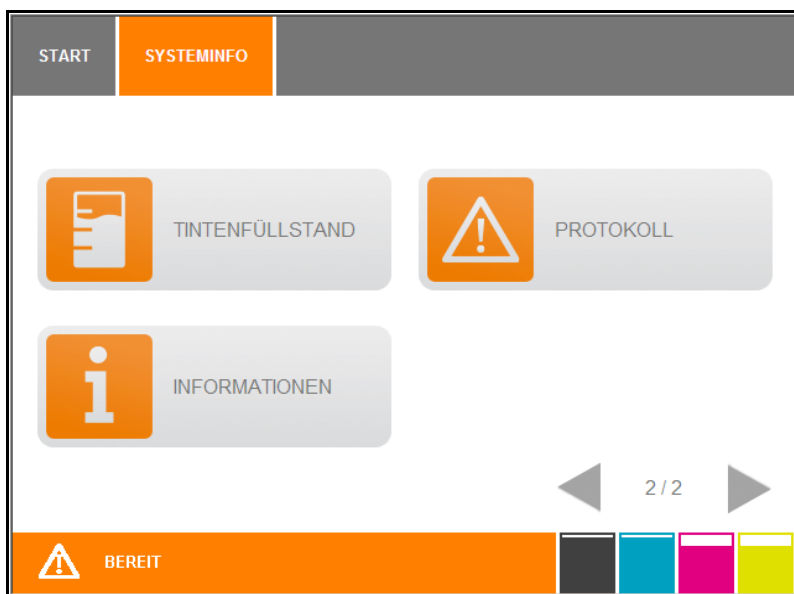 START
SYSTEMINFO
TINTENFÜLLSTAND
PROTOKOLL
INFORMATIONEN
2 / 2
BEREIT